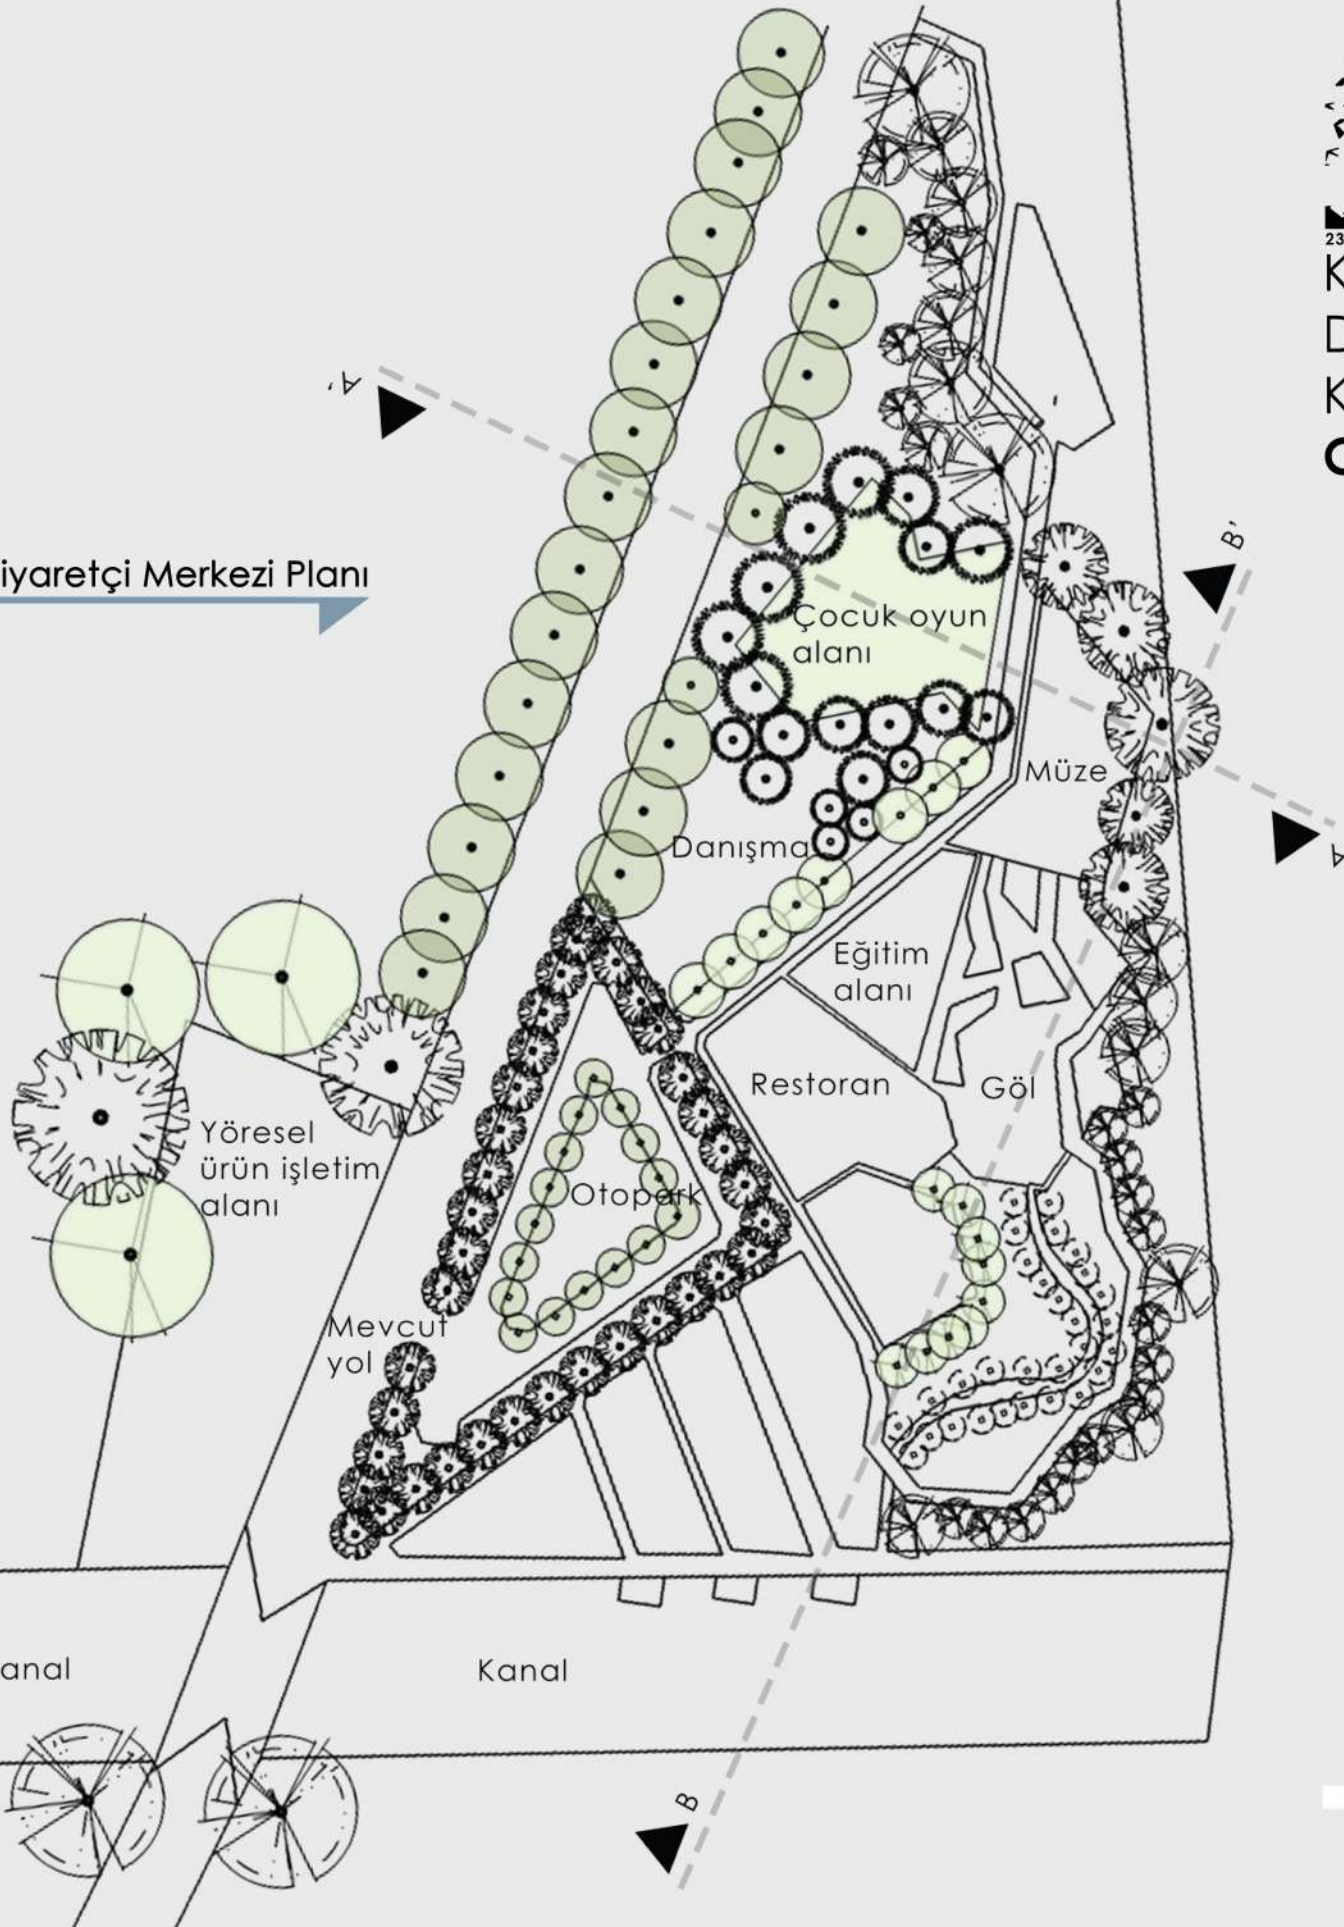 23
K
D
K
A'
B'
iyaretçi Merkezi Planı
Çocuk oyun
alanı
Müze
A
Danışma
Eğitim
alanı
Restoran
Göl
Yöresel
ürün işletim
alanı
Otopark
Mevcut
yol
anal
Kanal
B